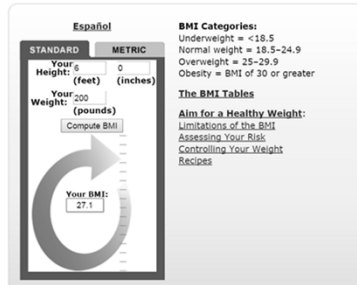 Español
STANDARD METRIC
Your
Height: 6 0
(feet) (inches)
Your
Weight: 200
(pounds)
Compute BMI
Your BMI:
27.1
BMI Categories:
Underweight = <18.5
Normal weight = 18.5–24.9
Overweight = 25–29.9
Obesity = BMI of 30 or greater
The BMI Tables
Aim for a Healthy Weight:
Limitations of the BMI
Assessing Your Risk
Controlling Your Weight
Recipes